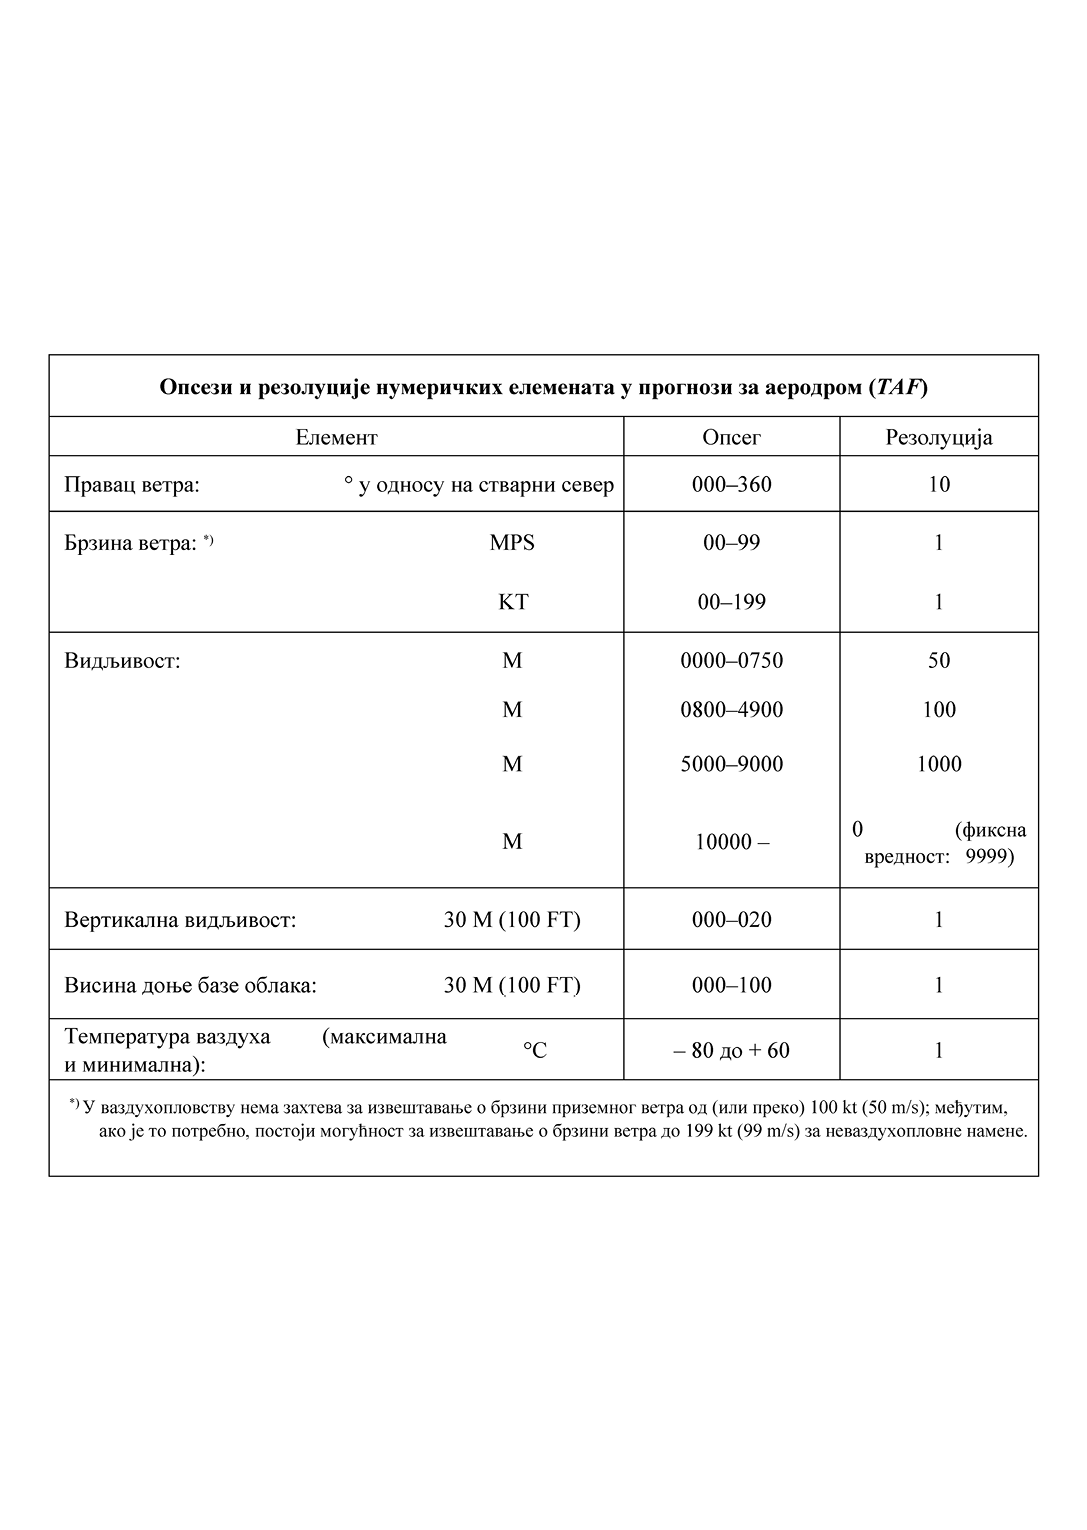 Опсези и резолуције нумеричких елемената у прогнози за аеродром (TAF)
Елемент Опсег Резолуција
Правац ветра: ° у односу на стварни север 000–360 10
Брзина ветра: *) MPS 00–99 1
KT 00–199 1
Видљивост: M 0000–0750 50
M 0800–4900 100
M 5000–9000 1000
M 10000 – 0 (фиксна
вредност: 9999)
Вертикална видљивост: 30 M (100 FT) 000–020 1
Висина доње базе облака: 30 M (100 FT) 000–100 1
Температура ваздуха (максимална
и минимална): °C – 80 до + 60 1
*) У ваздухопловству нема захтева за извештавање о брзини приземног ветра од (или преко) 100 kt (50 m/s); међутим,
ако је то потребно, постоји могућност за извештавање о брзини ветра до 199 kt (99 m/s) за неваздухопловне намене.